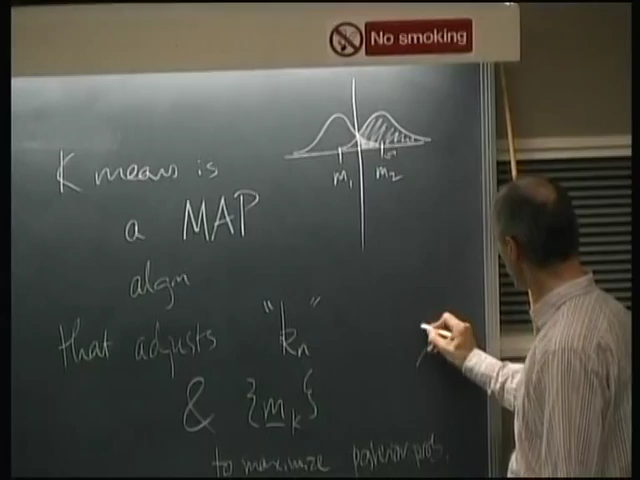 No smoking
K means is
a MAP
algm
that adjusts "kn"
& {mk}
to maximize posterior prob.
m1 m2